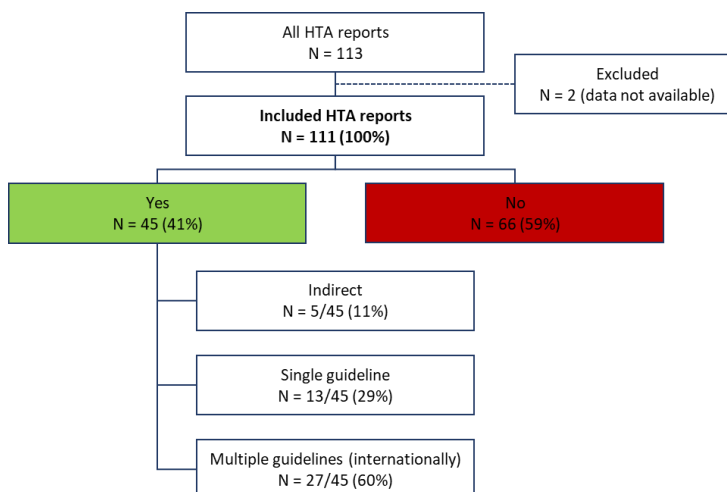 All HTA reports
N = 113
Excluded
N = 2 (data not available)
Included HTA reports
N = 111 (100%)
Yes
N = 45 (41%)
No
N = 66 (59%)
Indirect
N = 5/45 (11%)
Single guideline
N = 13/45 (29%)
Multiple guidelines (internationally)
N = 27/45 (60%)